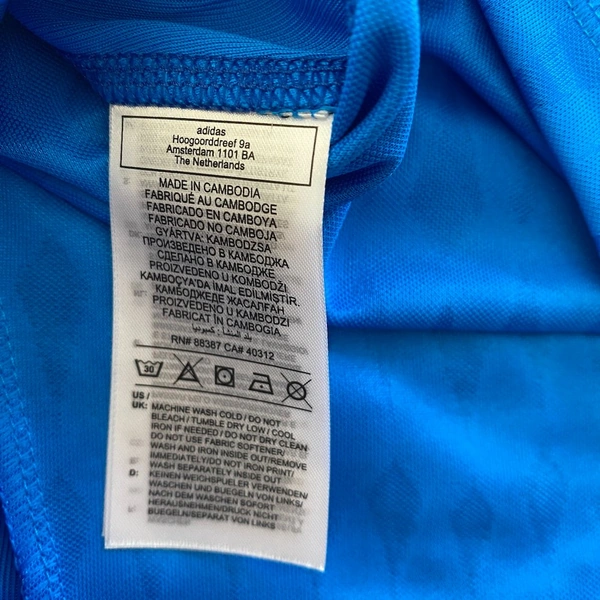 adidas
Hoogoorddreef 9a
Amsterdam 1101 BA
The Netherlands
MADE IN CAMBODIA
FABRIQUÉ AU CAMBODGE
FABRICADO EN CAMBOYA
FABRICADO NO CAMBOJA
GYÁRTVA: KAMBODZSA
ПРОИЗВЕДЕНО В КАМБОДЖА
СДЕЛАНО В КАМБОДЖЕ
PROIZVEDENO U KOMBODŽI
KAMBOÇYA'DA İMAL EDİLMİŞTİR.
КАМБОДЖЕДЕ ЖАСАЛҒАН
PROIZVEDENO U KAMBODŽI
FABRICAT ÎN CAMBOGIA
بلد المنشأ : كمبوديا
RN# 88387 CA# 40312
30
US /
UK: MACHINE WASH COLD / DO NOT
BLEACH / TUMBLE DRY LOW / COOL
IRON IF NEEDED / DO NOT DRY CLEAN
DO NOT USE FABRIC SOFTENER/
WASH AND IRON INSIDE OUT/REMOVE
IMMEDIATELY/DO NOT IRON PRINT/
WASH SEPARATELY INSIDE OUT
D: KEINEN WEICHSPUELER VERWENDEN/
WASCHEN UND BUEGELN VON LINKS/
NACH DEM WASCHEN SOFORT
HERAUSNEHMEN/DRUCK NICHT
BUEGELN/SEPARAT VON LINKS